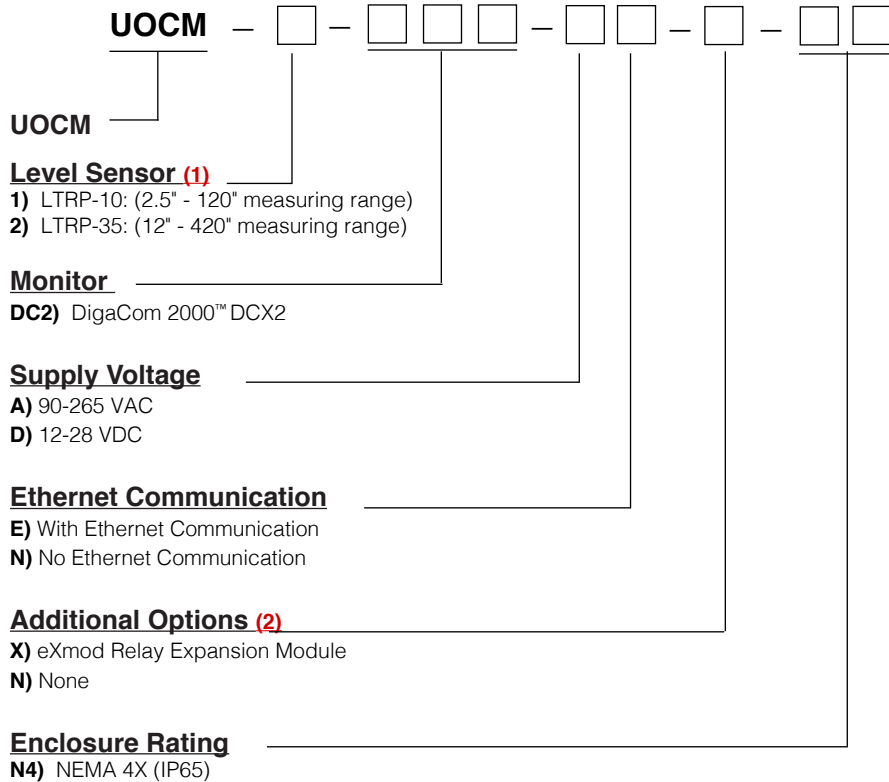 UOCM – – – – –
UOCM
Level Sensor (1)
1) LTRP-10: (2.5" - 120" measuring range)
2) LTRP-35: (12" - 420" measuring range)
Monitor
DC2) DigaCom 2000™ DCX2
Supply Voltage
A) 90-265 VAC
D) 12-28 VDC
Ethernet Communication
E) With Ethernet Communication
N) No Ethernet Communication
Additional Options (2)
X) eXmod Relay Expansion Module
N) None
Enclosure Rating
N4) NEMA 4X (IP65)